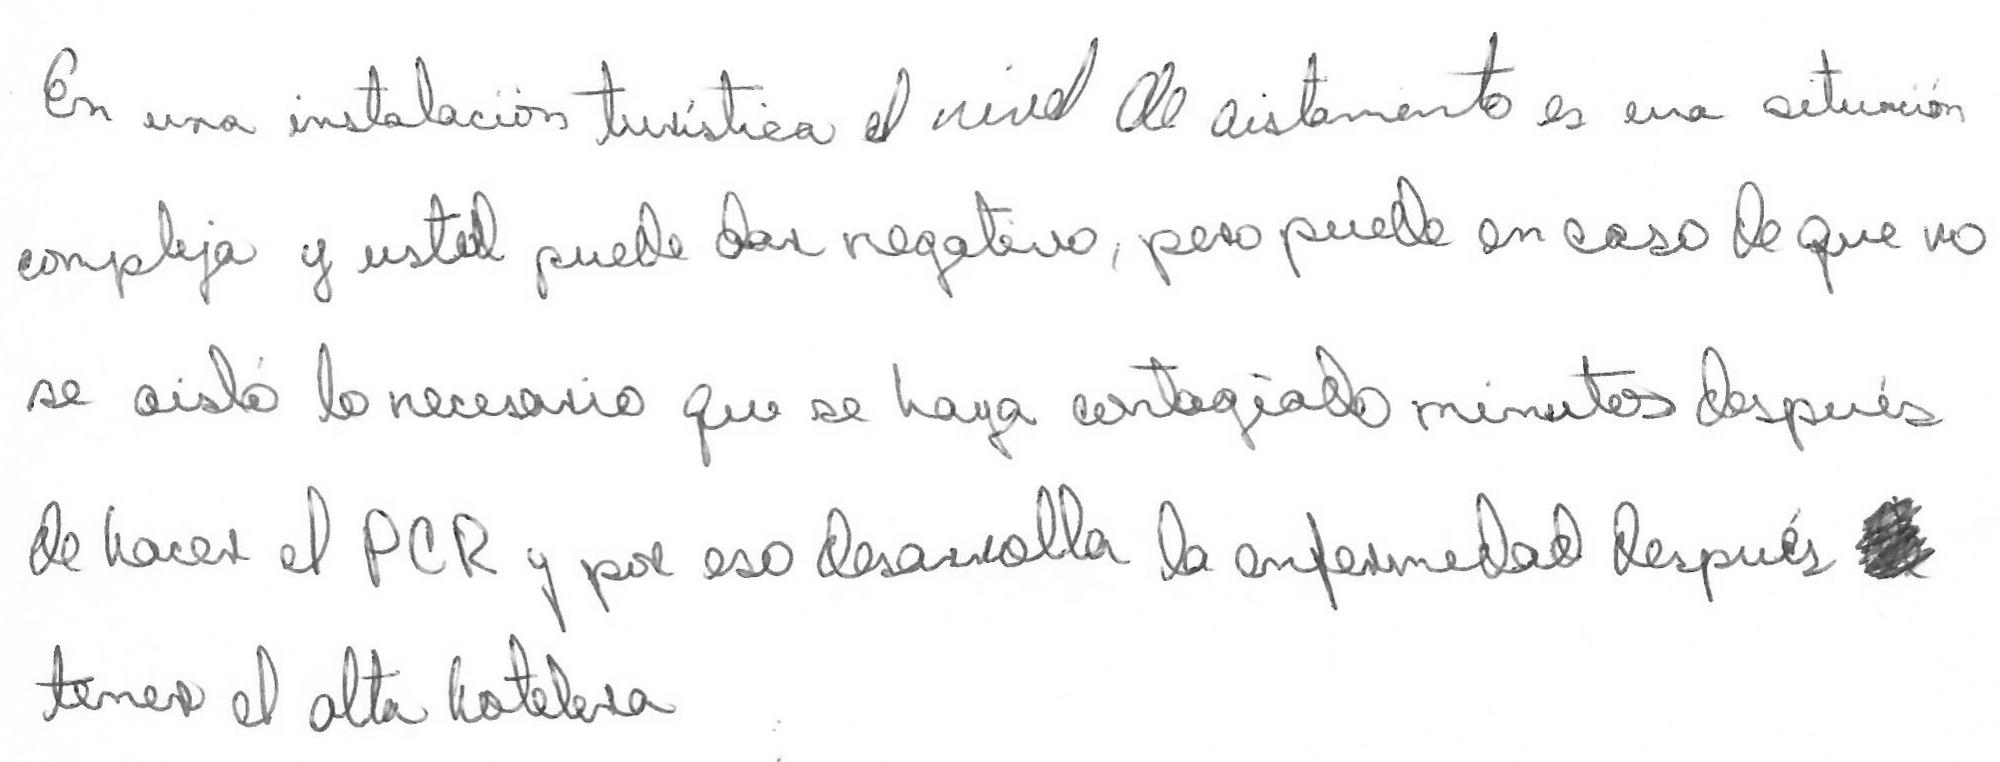 En una instalación turística el nivel de aislamiento es una situación
compleja y usted puede dar negativo, pero puede en caso de que no
se aisló lo necesario que se haya contagiado minutos después
de hacer el PCR y por eso desarrolla la enfermedad después
tener el alta hotelera